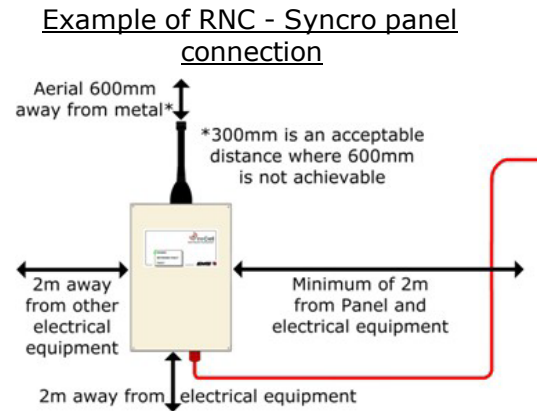 Example of RNC - Syncro panel
connection
Aerial 600mm
away from metal*
*300mm is an acceptable
distance where 600mm
is not achievable
2m away
from other
electrical
equipment
Minimum of 2m
from Panel and
electrical equipment
2m away from electrical equipment